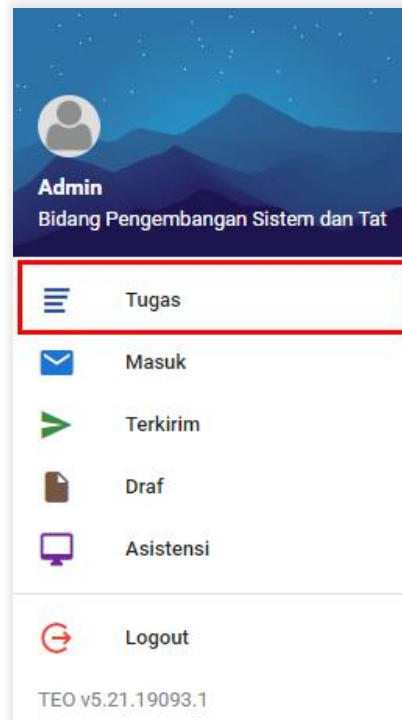 Admin
Bidang Pengembangan Sistem dan Tat
Tugas
Masuk
Terkirim
Draf
Asistensi
Logout
TEO v5.21.19093.1